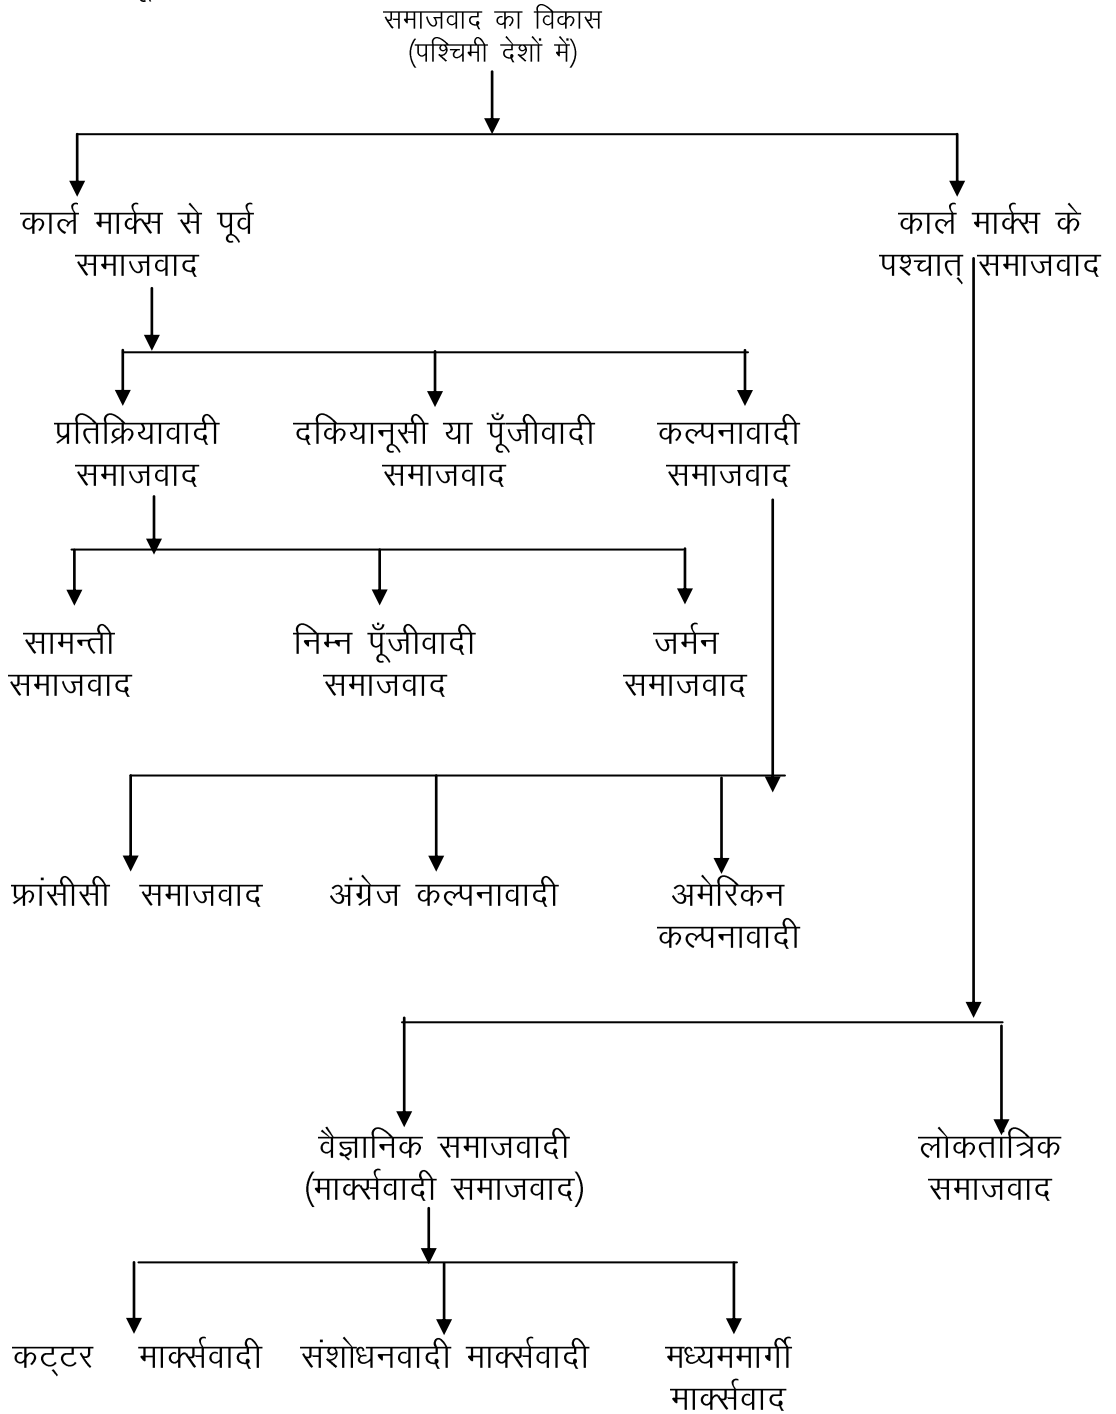 समाजवाद का विकास
(पश्चिमी देशों में)
कार्ल मार्क्स से पूर्व
समाजवाद
कार्ल मार्क्स के
पश्चात् समाजवाद
प्रतिक्रियावादी
समाजवाद
दकियानूसी या पूँजीवादी
समाजवाद
कल्पनावादी
समाजवाद
सामन्ती
समाजवाद
निम्न पूँजीवादी
समाजवाद
जर्मन
समाजवाद
फ्रांसीसी समाजवाद
अंग्रेज कल्पनावादी
अमेरिकन
कल्पनावादी
वैज्ञानिक समाजवादी
(मार्क्सवादी समाजवाद)
लोकतांत्रिक
समाजवाद
कट्टर मार्क्सवादी
संशोधनवादी मार्क्सवादी
मध्यममार्गी
मार्क्सवाद